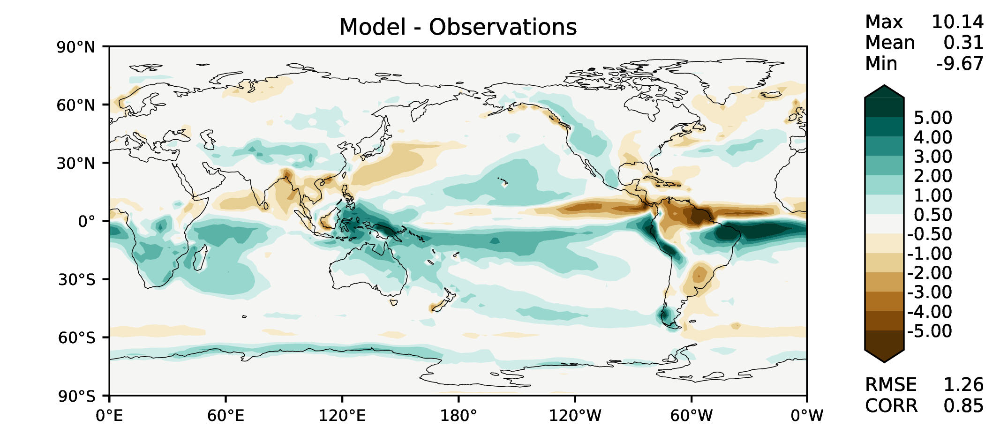 Model - Observations
Max 10.14
Mean 0.31
Min -9.67
90°N
60°N
30°N
0°
30°S
60°S
90°S
0°E 60°E 120°E 180° 120°W 60°W 0°W
5.00
4.00
3.00
2.00
1.00
0.50
-0.50
-1.00
-2.00
-3.00
-4.00
-5.00
RMSE 1.26
CORR 0.85